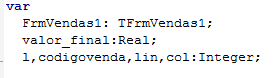 var
FrmVendas1: TFrmVendas1;
valor_final:Real;
l,codigovenda,lin,col:Integer;